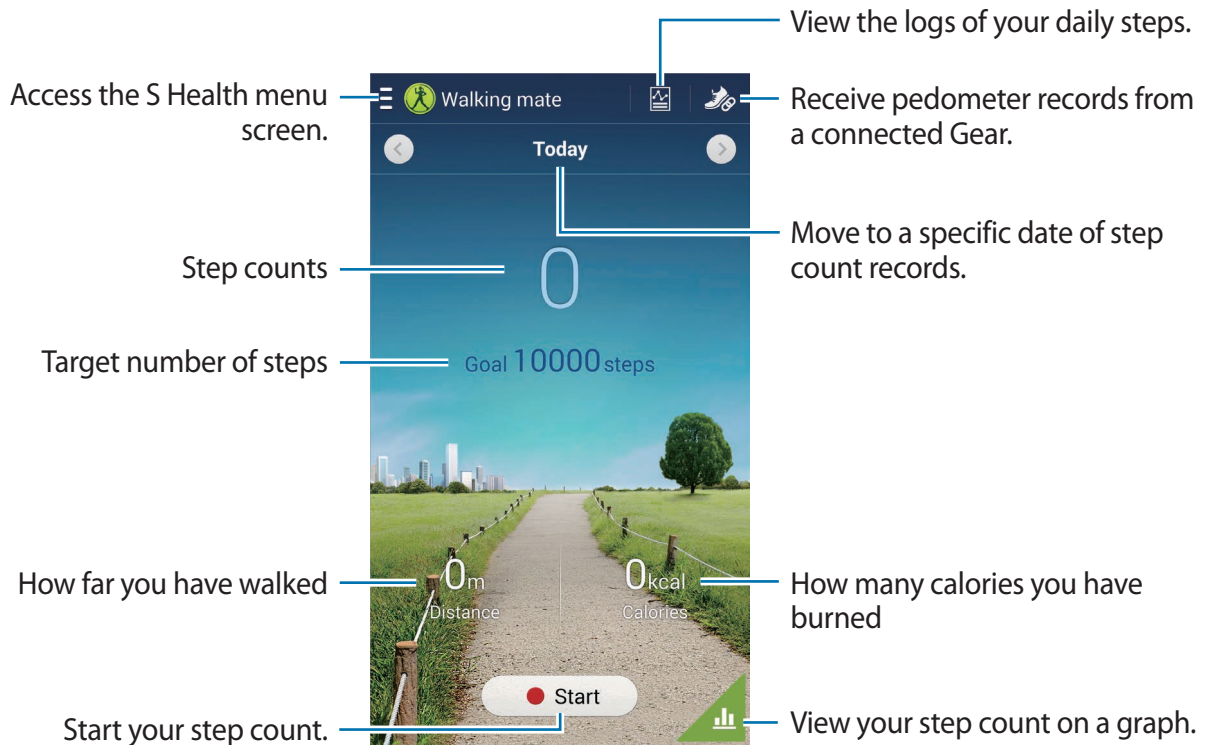 View the logs of your daily steps.
Access the S Health menu
screen.
Walking mate
Receive pedometer records from
a connected Gear.
Today
Move to a specific date of step
count records.
Step counts
0
Target number of steps
Goal 10000 steps
How far you have walked
0m
Distance
0kcal
Calories
How many calories you have
burned
Start
Start your step count.
View your step count on a graph.